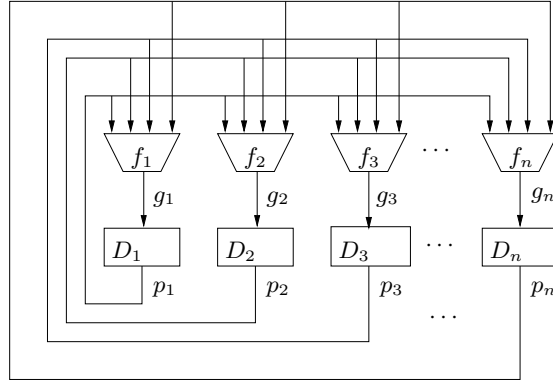 f₁ f₂ f₃ ··· fₙ
g₁ g₂ g₃ gₙ
D₁ D₂ D₃ ··· Dₙ
p₁ p₂ p₃ pₙ
···